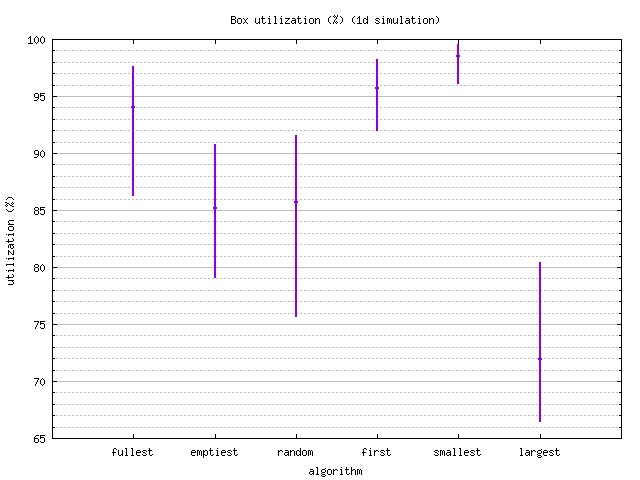 Box utilization (%) (1d simulation)
100
95
90
85
80
75
70
65
utilization (%)
fullest emptiest random first smallest largest
algorithm